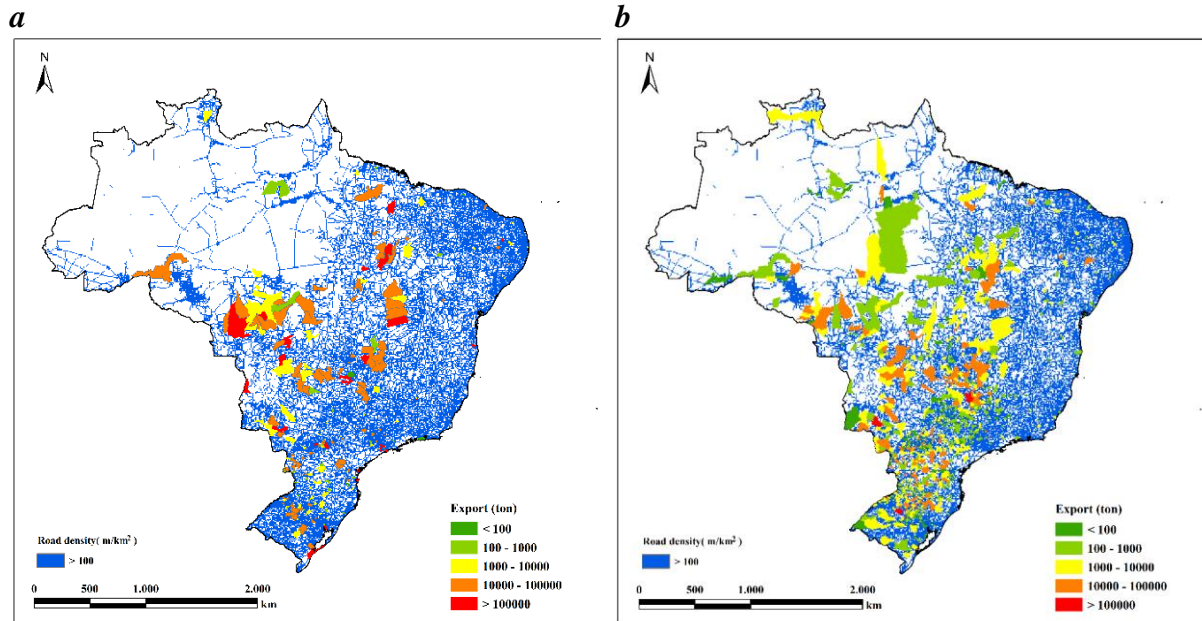 a
N
Road density( m/km²)
> 100
Export (ton)
< 100
100 - 1000
1000 - 10000
10000 - 100000
> 100000
0 500 1.000 2.000
km
b
N
Road density( m/km²)
> 100
Export (ton)
< 100
100 - 1000
1000 - 10000
10000 - 100000
> 100000
0 500 1.000 2.000
km